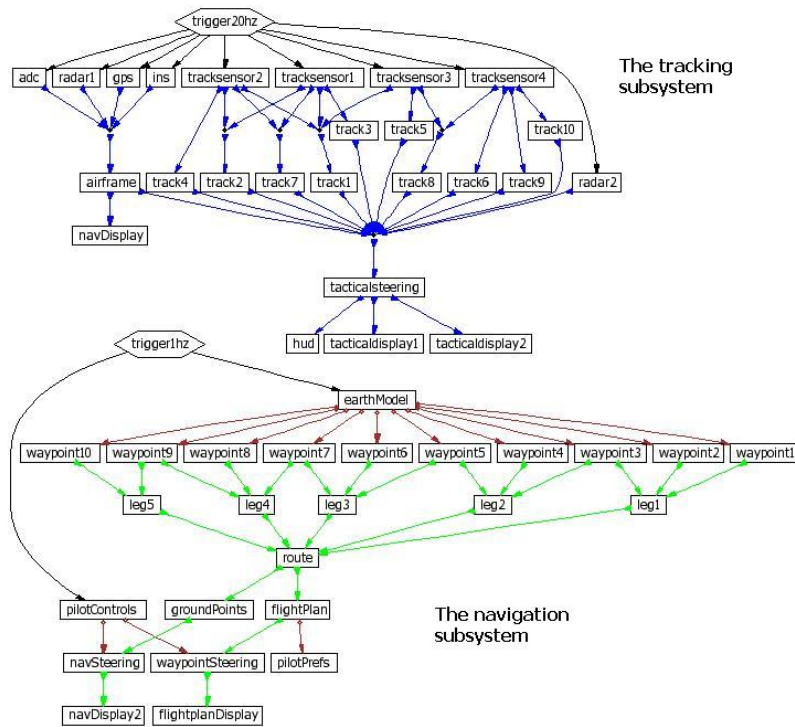 trigger20hz
adc
radar1
gps
ins
tracksensor2
tracksensor1
tracksensor3
tracksensor4
The tracking
subsystem
track3
track5
track10
airframe
track4
track2
track7
track1
track8
track6
track9
radar2
navDisplay
tacticalsteering
hud
tacticaldisplay1
tacticaldisplay2
trigger1hz
earthModel
waypoint10
waypoint9
waypoint8
waypoint7
waypoint6
waypoint5
waypoint4
waypoint3
waypoint2
waypoint1
leg5
leg4
leg3
leg2
leg1
route
pilotControls
groundPoints
flightPlan
The navigation
subsystem
navSteering
waypointSteering
pilotPrefs
navDisplay2
flightplanDisplay